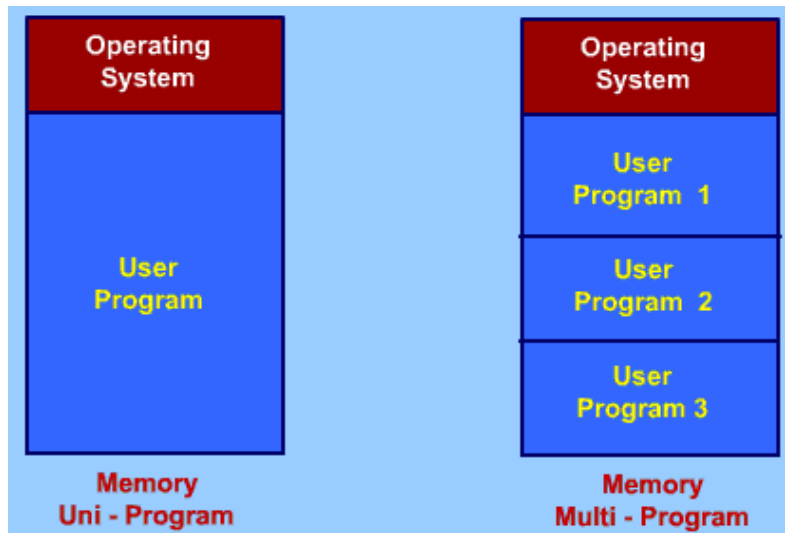 Operating
System
User
Program
Memory
Uni - Program
Operating
System
User
Program 1
User
Program 2
User
Program 3
Memory
Multi - Program